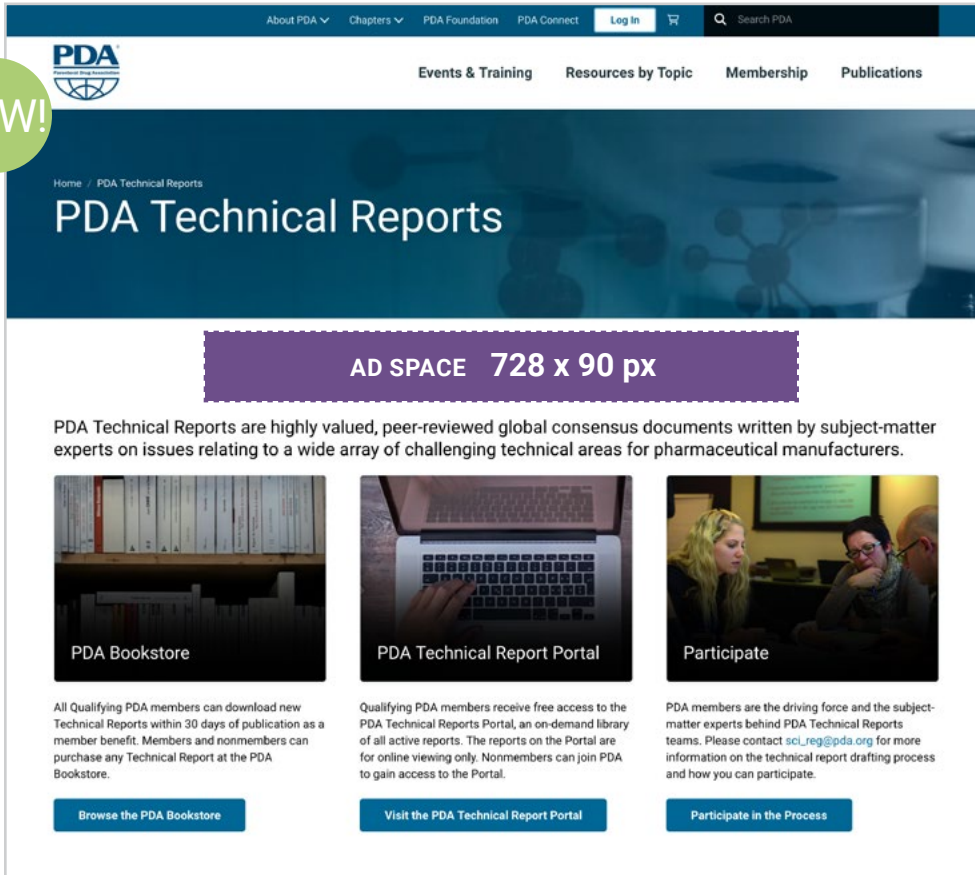 About PDA Chapters PDA Foundation PDA Connect Log In Search PDA
PDA
Parenteral Drug Association
Events & Training Resources by Topic Membership Publications
W!
Home / PDA Technical Reports
PDA Technical Reports
AD SPACE 728 x 90 px
PDA Technical Reports are highly valued, peer-reviewed global consensus documents written by subject-matter
experts on issues relating to a wide array of challenging technical areas for pharmaceutical manufacturers.
PDA Bookstore
All Qualifying PDA members can download new
Technical Reports within 30 days of publication as a
member benefit. Members and nonmembers can
purchase any Technical Report at the PDA
Bookstore.
Browse the PDA Bookstore
PDA Technical Report Portal
Qualifying PDA members receive free access to the
PDA Technical Reports Portal, an on-demand library
of all active reports. The reports on the Portal are
for online viewing only. Nonmembers can join PDA
to gain access to the Portal.
Visit the PDA Technical Report Portal
Participate
PDA members are the driving force and the subject-
matter experts behind PDA Technical Reports
teams. Please contact sci_reg@pda.org for more
information on the technical report drafting process
and how you can participate.
Participate in the Process